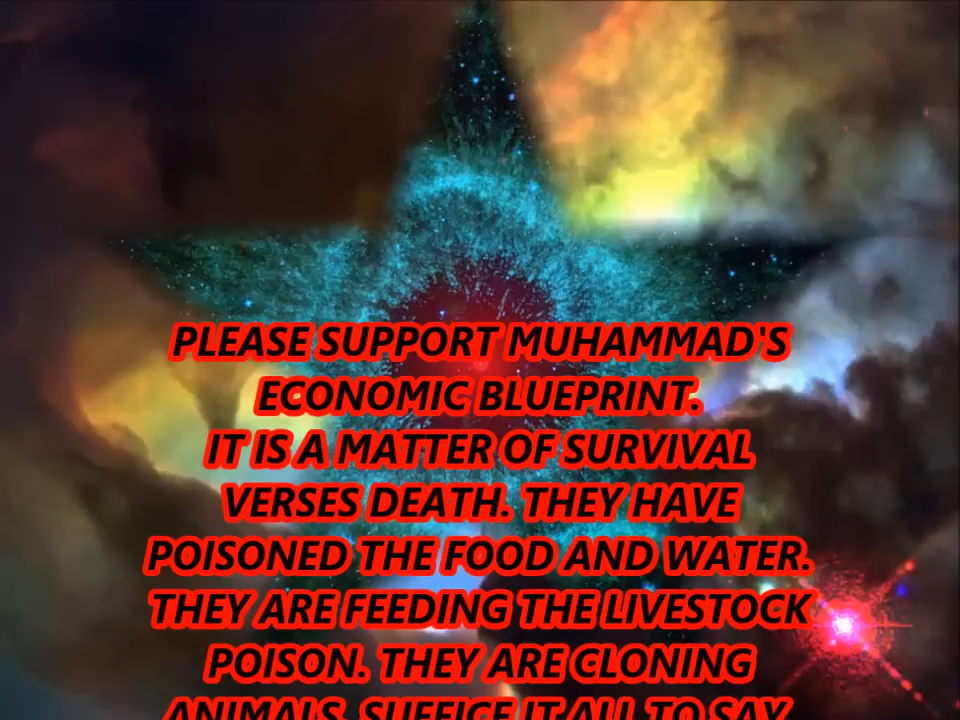 PLEASE SUPPORT MUHAMMAD'S
ECONOMIC BLUEPRINT.
IT IS A MATTER OF SURVIVAL
VERSES DEATH. THEY HAVE
POISONED THE FOOD AND WATER.
THEY ARE FEEDING THE LIVESTOCK
POISON. THEY ARE CLONING
ANIMALS. SUFFICE IT ALL TO SAY